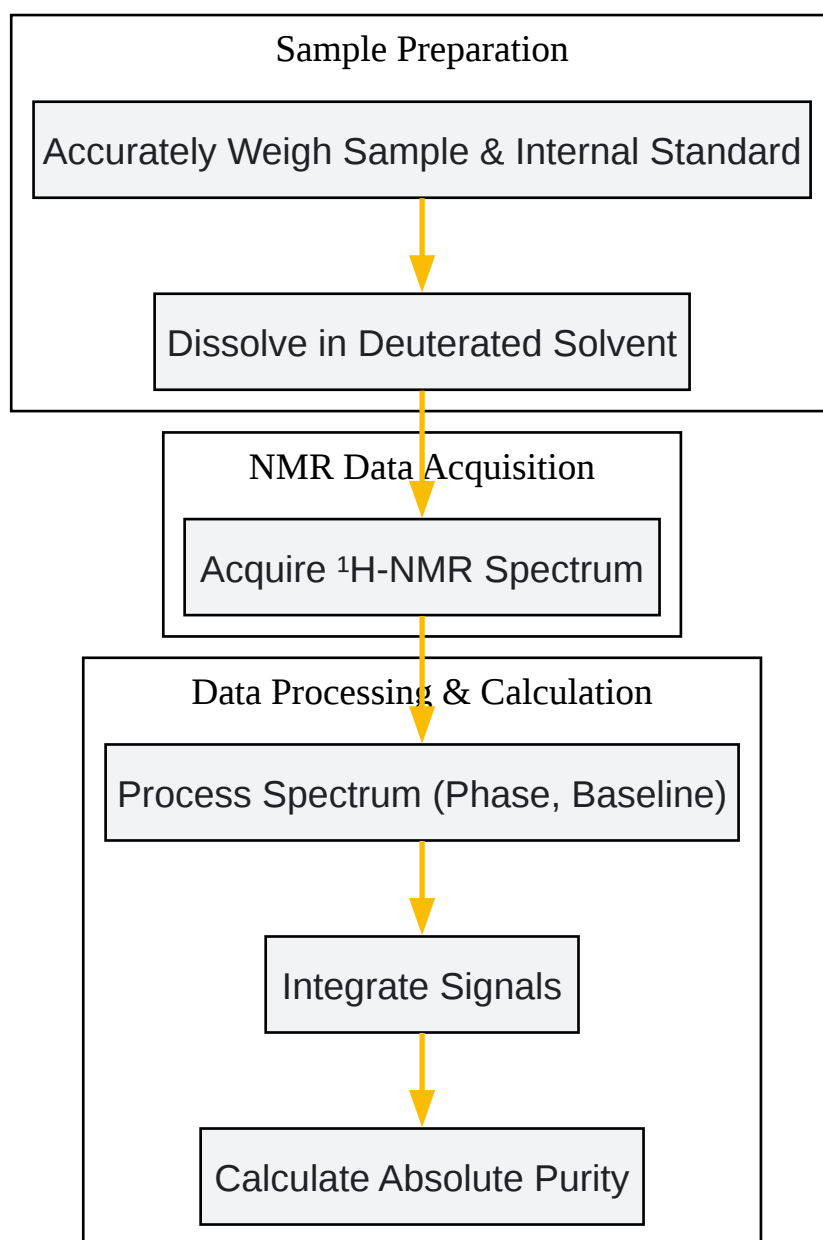 Sample Preparation
Accurately Weigh Sample & Internal Standard
Dissolve in Deuterated Solvent
NMR Data Acquisition
Acquire ¹H-NMR Spectrum
Data Processing & Calculation
Process Spectrum (Phase, Baseline)
Integrate Signals
Calculate Absolute Purity